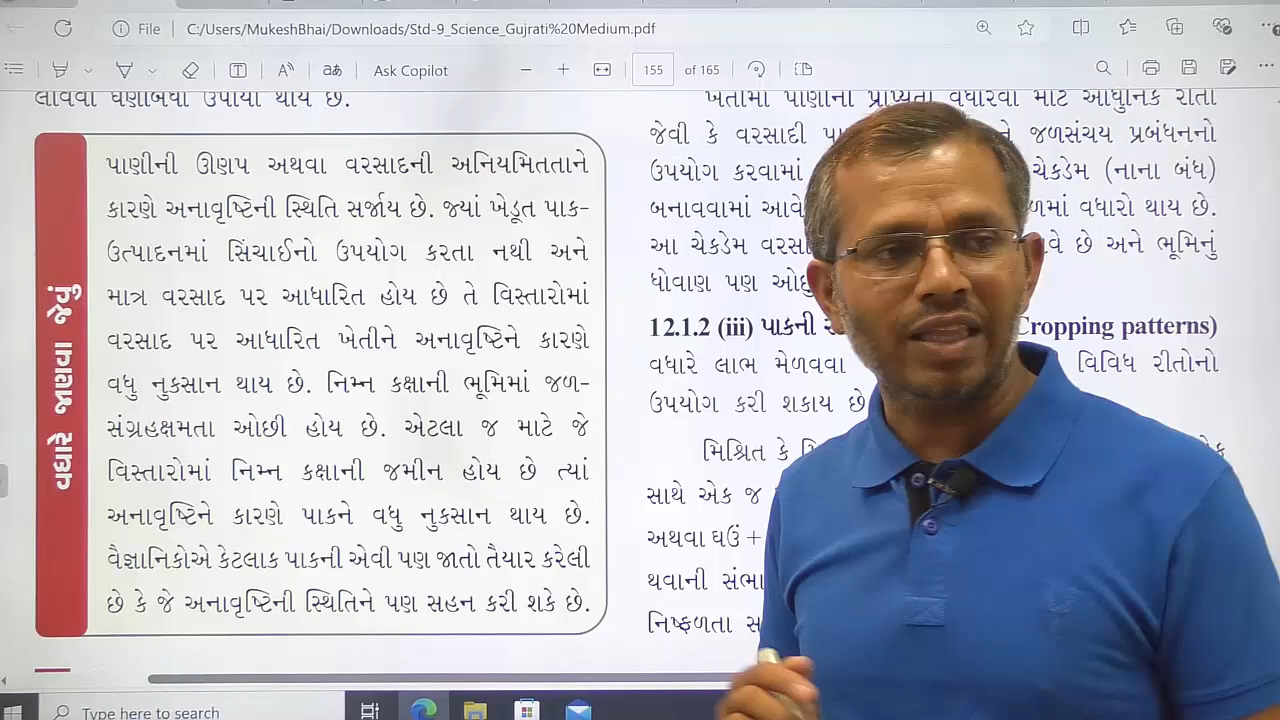 File
C:/Users/MukeshBhai/Downloads/Std-9_Science_Gujrati%20Medium.pdf
Ask Copilot
155 of 165
લાવવા ઘણાબધા ઉપાયો થાય છે.
વધારે જાણવા જેવું
પાણીની ઊણપ અથવા વરસાદની અનિયમિતતાને
કારણે અનાવૃષ્ટિની સ્થિતિ સર્જાય છે. જ્યાં ખેડૂત પાક-
ઉત્પાદનમાં સિંચાઈનો ઉપયોગ કરતા નથી અને
માત્ર વરસાદ પર આધારિત હોય છે તે વિસ્તારોમાં
વરસાદ પર આધારિત ખેતીને અનાવૃષ્ટિને કારણે
વધુ નુકસાન થાય છે. નિમ્ન કક્ષાની ભૂમિમાં જળ-
સંગ્રહક્ષમતા ઓછી હોય છે. એટલા જ માટે જે
વિસ્તારોમાં નિમ્ન કક્ષાની જમીન હોય છે ત્યાં
અનાવૃષ્ટિને કારણે પાકને વધુ નુકસાન થાય છે.
વૈજ્ઞાનિકોએ કેટલાક પાકની એવી પણ જાતો તૈયાર કરેલી
છે કે જે અનાવૃષ્ટિની સ્થિતિને પણ સહન કરી શકે છે.
ખેતીમાં પાણીની પ્રાપ્યતા વધારવા માટે આધુનિક રીતો
જેવી કે વરસાદી જળસંચય પ્રબંધનનો
ઉપયોગ કરવામાં ચેકડેમ (નાના બંધ)
બનાવવામાં વધારો થાય છે.
આ ચેકડેમ છે અને ભૂમિનું
ધોવાણ પણ
12.1.2 (iii) પાકની Cropping patterns)
વધારે લાભ મેળવવા વિવિધ રીતોનો
ઉપયોગ કરી શકાય છે
મિશ્રિત કે
સાથે એક જ
અથવા ઘઉં +
થવાની
નિષ્ફળતા
Type here to search